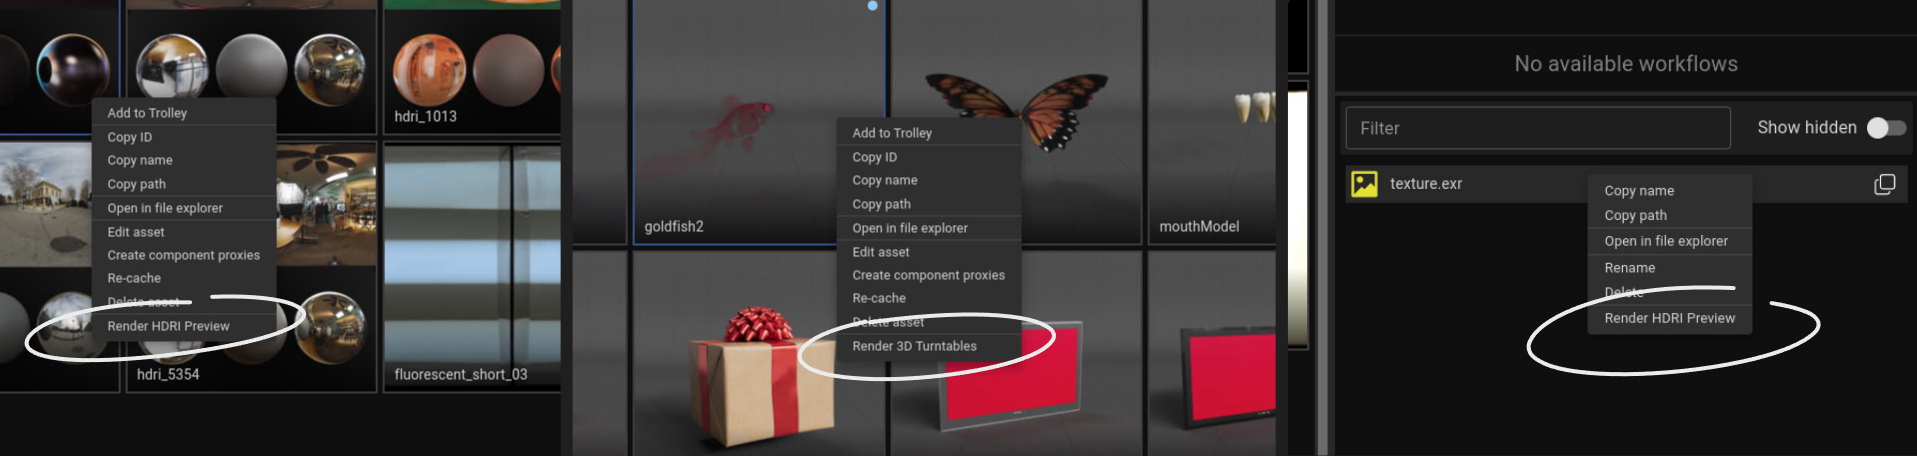 hdri_1013
Add to Trolley
Copy ID
Copy name
Copy path
Open in file explorer
Edit asset
Create component proxies
Re-cache
Delete asset
Render HDRI Preview
hdri_5354
fluorescent_short_03
goldfish2
Add to Trolley
Copy ID
Copy name
Copy path
Open in file explorer
Edit asset
Create component proxies
Re-cache
Delete asset
Render 3D Turntables
mouthModel
No available workflows
Filter
Show hidden
texture.exr
Copy name
Copy path
Open in file explorer
Rename
Delete
Render HDRI Preview